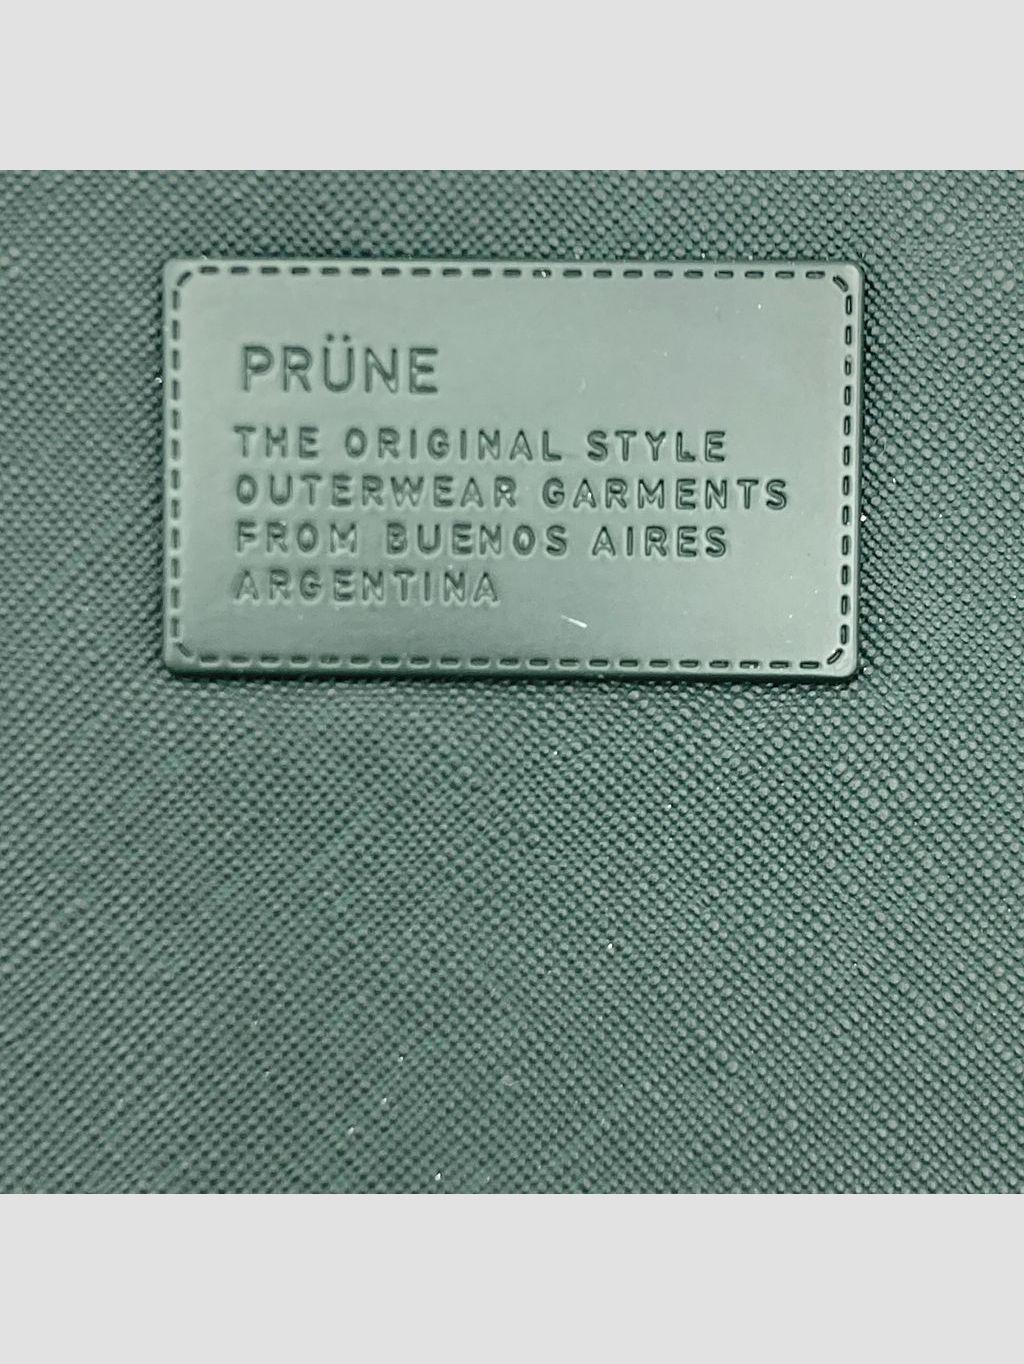 PRÜNE
THE ORIGINAL STYLE
OUTERWEAR GARMENTS
FROM BUENOS AIRES
ARGENTINA